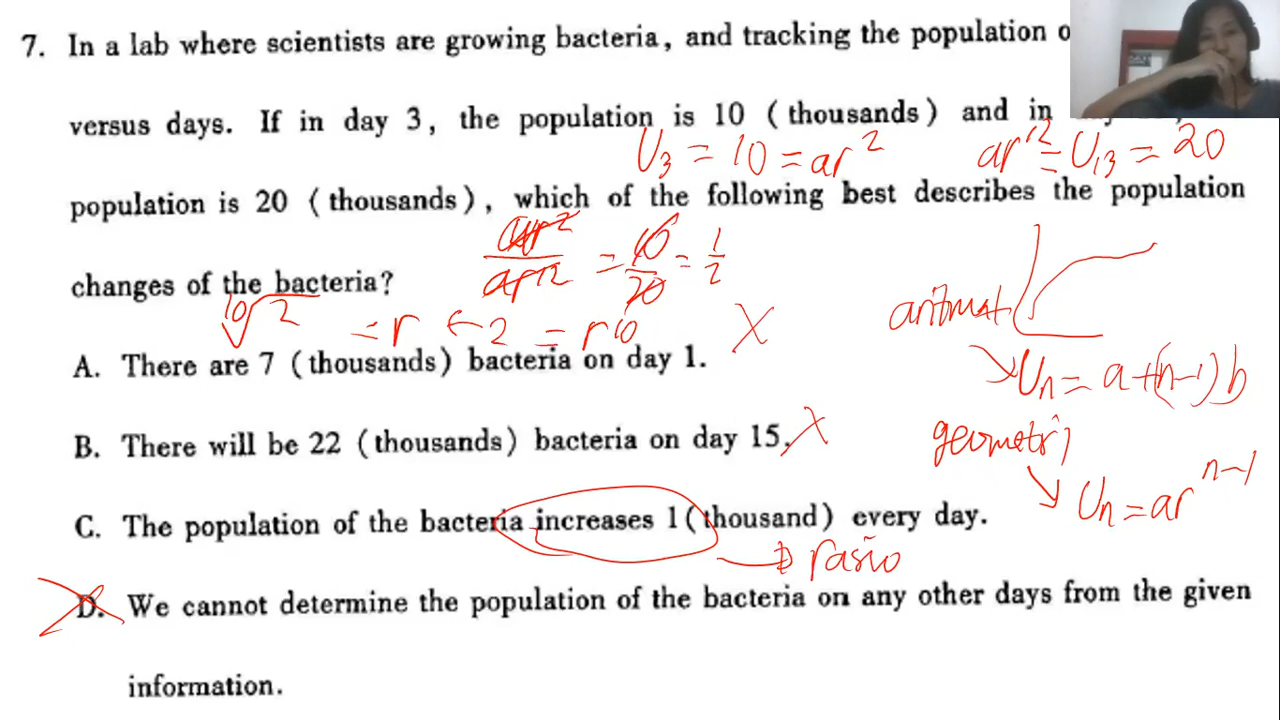 7. In a lab where scientists are growing bacteria, and tracking the population
versus days. If in day 3, the population is 10 (thousands) and in
U₃ = 10 = ar² ar¹² = U₁₃ = 20
population is 20 (thousands), which of the following best describes the population
ar²/ar¹² = 10/20 = 1/2
changes of the bacteria?
¹⁰√2 = r ← 2 = r¹⁰ X
aritmat
A. There are 7 (thousands) bacteria on day 1.
Uₙ = a+(n-1)b
B. There will be 22 (thousands) bacteria on day 15. X
geometri
Uₙ = arⁿ⁻¹
C. The population of the bacteria increases 1(thousand) every day.
rasio
D. We cannot determine the population of the bacteria on any other days from the given
information.